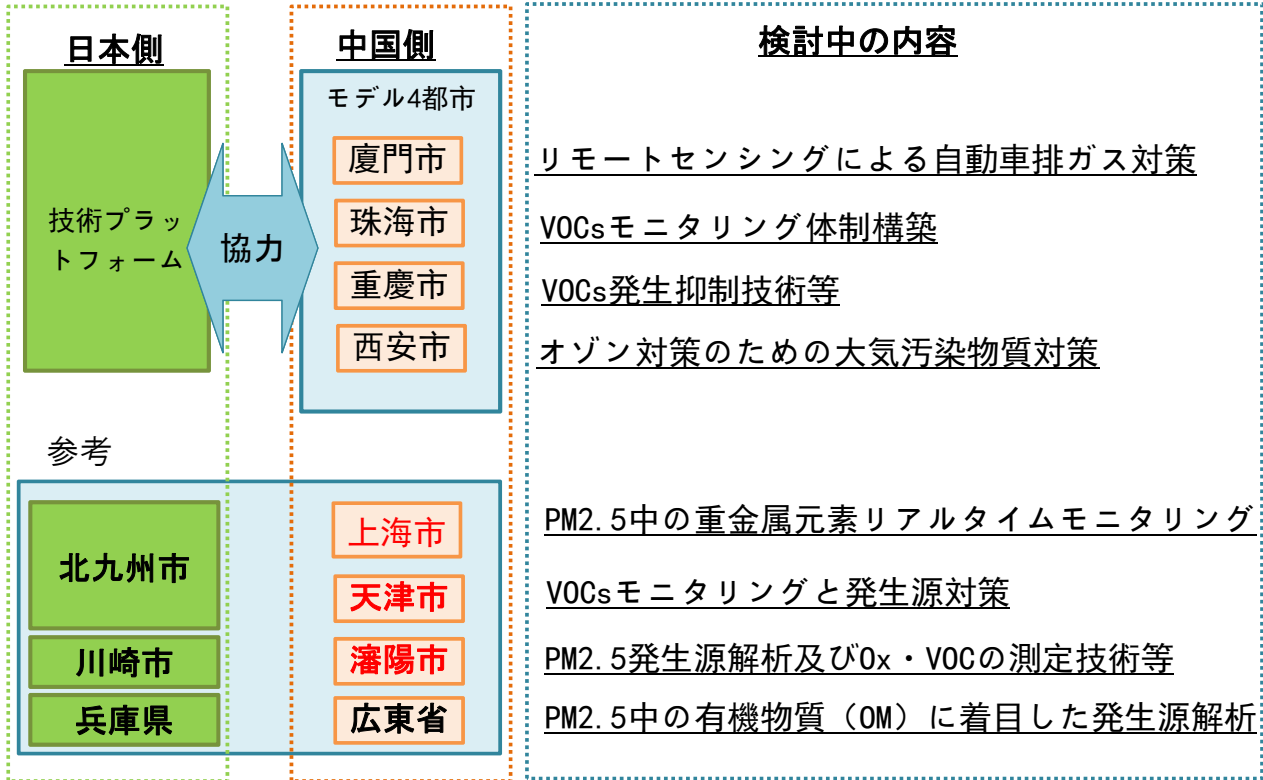 日本側
中国側
検討中の内容
モデル4都市
技術プラッ
トフォーム
協力
廈門市
リモートセンシングによる自動車排ガス対策
珠海市
VOCsモニタリング体制構築
重慶市
VOCs発生抑制技術等
西安市
オゾン対策のための大気汚染物質対策
参考
北九州市
上海市
PM2.5中の重金属元素リアルタイムモニタリング
天津市
VOCsモニタリングと発生源対策
川崎市
瀋陽市
PM2.5発生源解析及びOx・VOCの測定技術等
兵庫県
広東省
PM2.5中の有機物質（OM）に着目した発生源解析